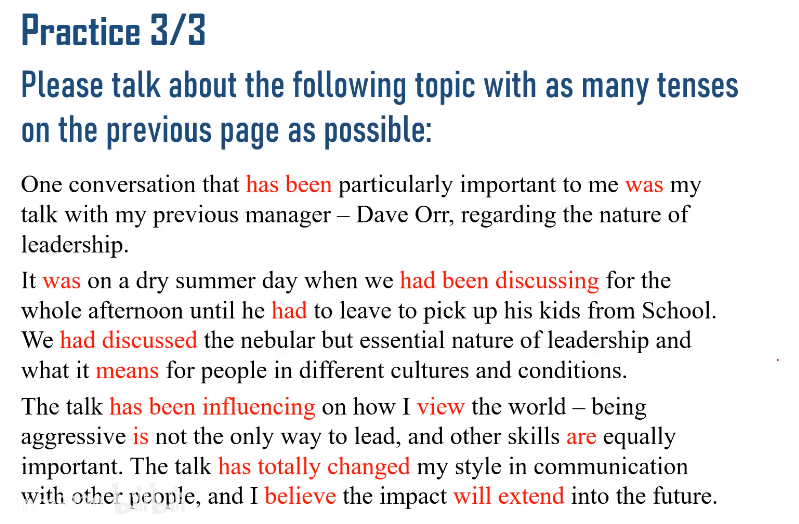 Practice 3/3
Please talk about the following topic with as many tenses
on the previous page as possible:
One conversation that has been particularly important to me was my
talk with my previous manager – Dave Orr, regarding the nature of
leadership.
It was on a dry summer day when we had been discussing for the
whole afternoon until he had to leave to pick up his kids from School.
We had discussed the nebular but essential nature of leadership and
what it means for people in different cultures and conditions.
The talk has been influencing on how I view the world – being
aggressive is not the only way to lead, and other skills are equally
important. The talk has totally changed my style in communication
with other people, and I believe the impact will extend into the future.